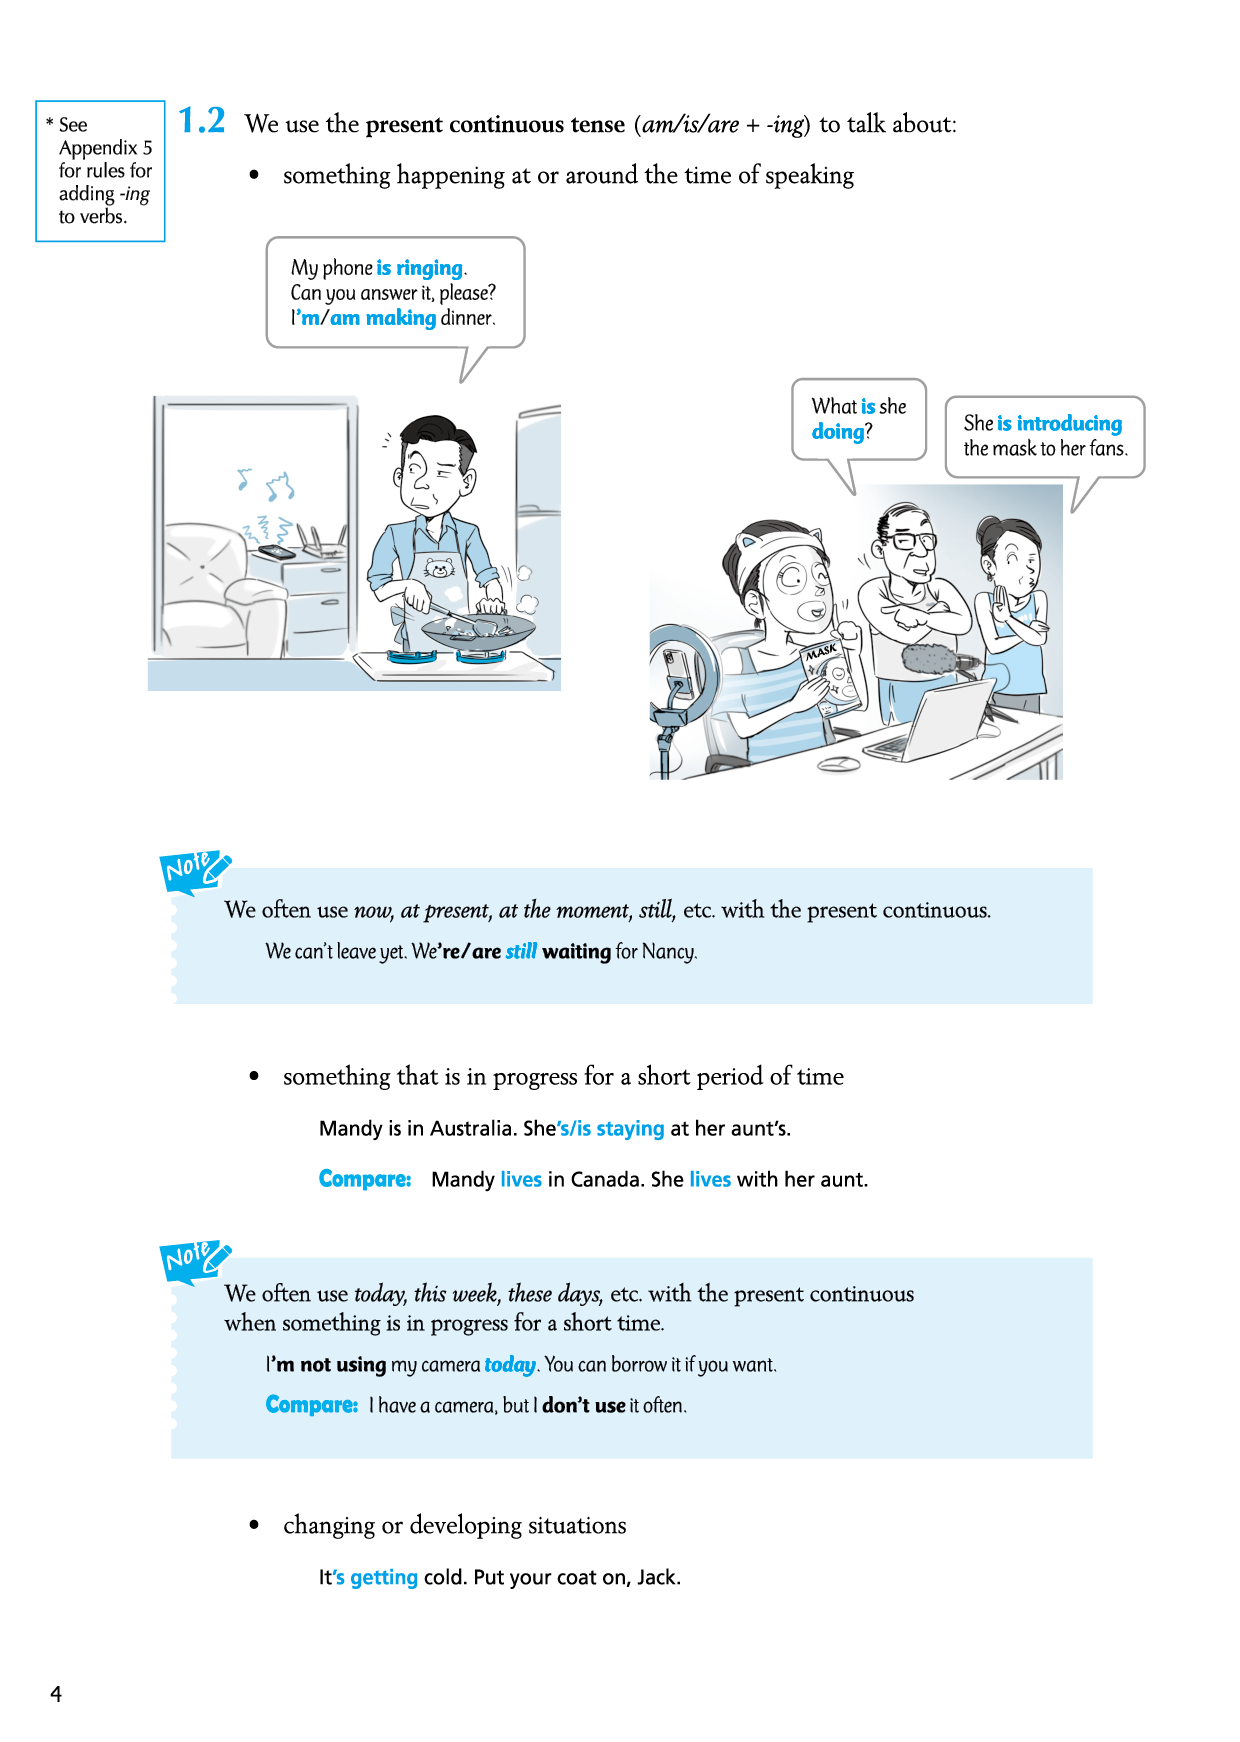 * See
Appendix 5
for rules for
adding -ing
to verbs.
1.2 We use the present continuous tense (am/is/are + -ing) to talk about:
• something happening at or around the time of speaking
My phone is ringing.
Can you answer it, please?
I'm/am making dinner.
What is she
doing?
She is introducing
the mask to her fans.
MASK
Note
We often use now, at present, at the moment, still, etc. with the present continuous.
We can't leave yet. We're/are still waiting for Nancy.
• something that is in progress for a short period of time
Mandy is in Australia. She's/is staying at her aunt's.
Compare: Mandy lives in Canada. She lives with her aunt.
Note
We often use today, this week, these days, etc. with the present continuous
when something is in progress for a short time.
I'm not using my camera today. You can borrow it if you want.
Compare: I have a camera, but I don't use it often.
• changing or developing situations
It's getting cold. Put your coat on, Jack.
4